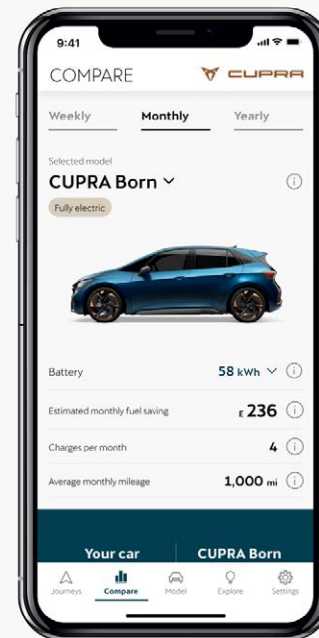 9:41
COMPARE CUPRA
Weekly Monthly Yearly
Selected model
CUPRA Born
Fully electric
Battery 58 kWh
Estimated monthly fuel saving £ 236
Charges per month 4
Average monthly mileage 1,000 mi
Your car CUPRA Born
Journeys Compare Model Explore Settings